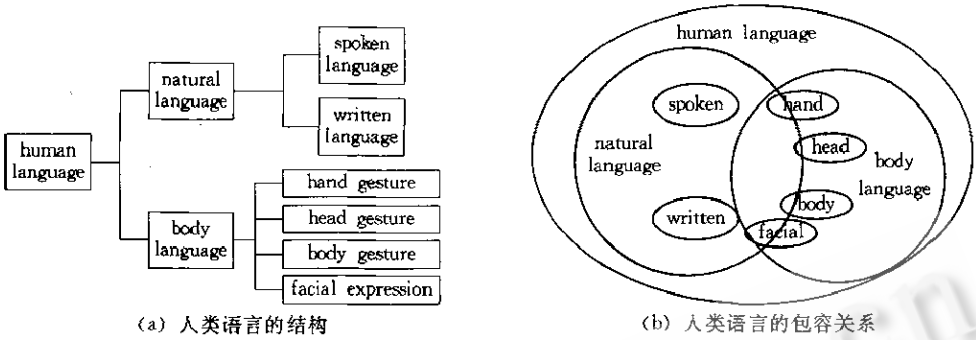 human
language
natural
language
body
language
spoken
language
written
language
hand gesture
head gesture
body gesture
facial expression
(a) 人类语言的结构
human language
spoken
hand
head
natural
language
body
language
body
written
facial
(b) 人类语言的包容关系